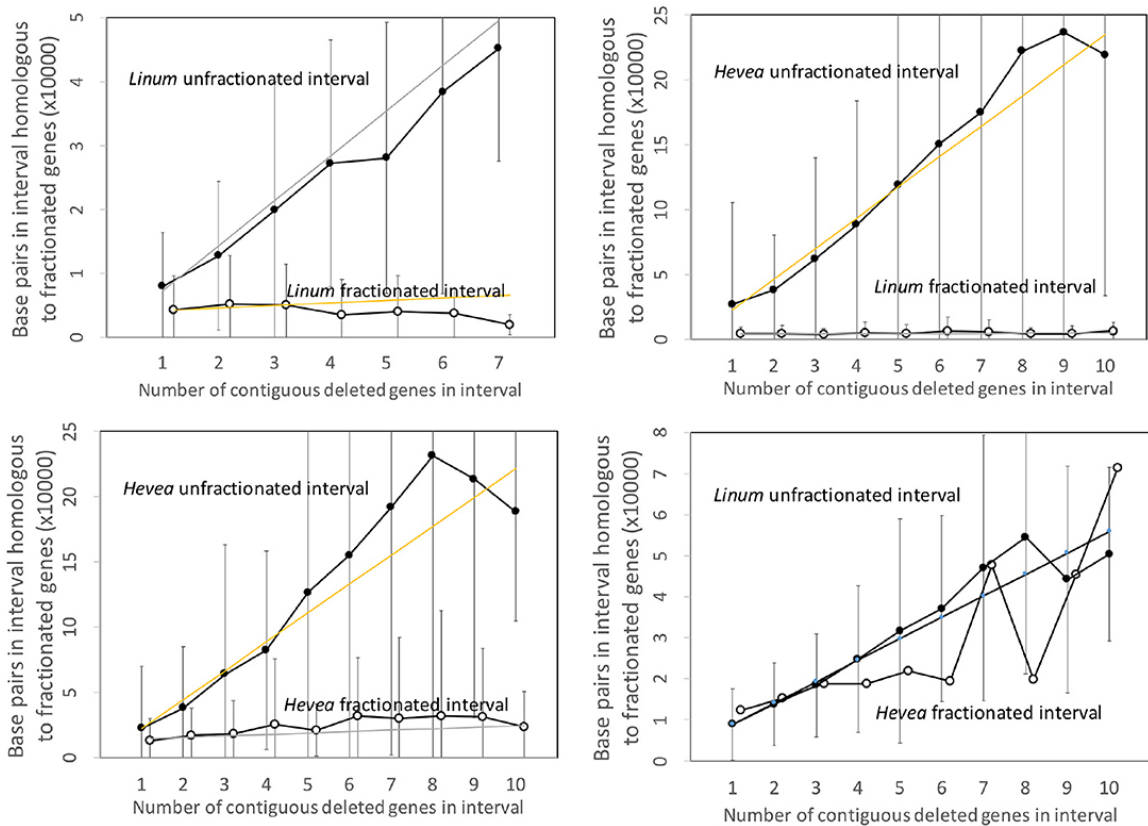 Base pairs in interval homologous
to fractionated genes (x10000)
5
4
3
2
1
0
Linum unfractionated interval
Linum fractionated interval
1 2 3 4 5 6 7
Number of contiguous deleted genes in interval
Base pairs in interval homologous
to fractionated genes (x10000)
25
20
15
10
5
0
Hevea unfractionated interval
Linum fractionated interval
1 2 3 4 5 6 7 8 9 10
Number of contiguous deleted genes in interval
Base pairs in interval homologous
to fractionated genes (x10000)
25
20
15
10
5
0
Hevea unfractionated interval
Hevea fractionated interval
1 2 3 4 5 6 7 8 9 10
Number of contiguous deleted genes in interval
Base pairs in interval homologous
to fractionated genes (x10000)
8
7
6
5
4
3
2
1
0
Linum unfractionated interval
Hevea fractionated interval
1 2 3 4 5 6 7 8 9 10
Number of contiguous deleted genes in interval